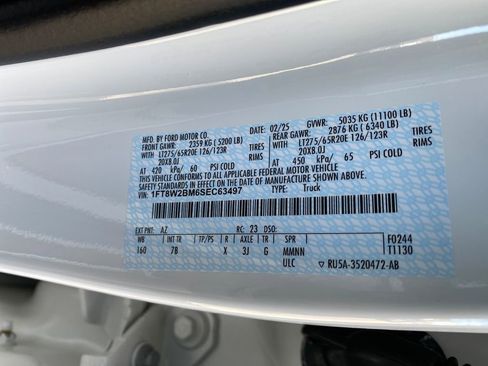 MFD. BY FORD MOTOR CO. 02/25 GVWR: 5035 KG (11100 LB)
FRONT GAWR: 2359 KG (5200 LB) REAR GAWR: 2876 KG (6340 LB)
WITH LT275/65R20E 126/123R TIRES WITH LT275/65R20E 126/123R TIRES
20X8.0J RIMS 20X8.0J RIMS
AT 420 kPa/ 60 PSI COLD AT 450 kPa/ 65 PSI COLD
THIS VEHICLE CONFORMS TO ALL APPLICABLE FEDERAL MOTOR VEHICLE
SAFETY STANDARDS IN EFFECT ON THE DATE OF MANUFACTURE SHOWN ABOVE.
VIN: 1FT8W2BM6SEC63497 TYPE: Truck
EXT PNT: AZ RC: 23 DSO: F0244
WB INT TR TP/PS R AXLE TR SPR T1130
160 7B X 3J G MMNN
ULC RU5A-3520472-AB